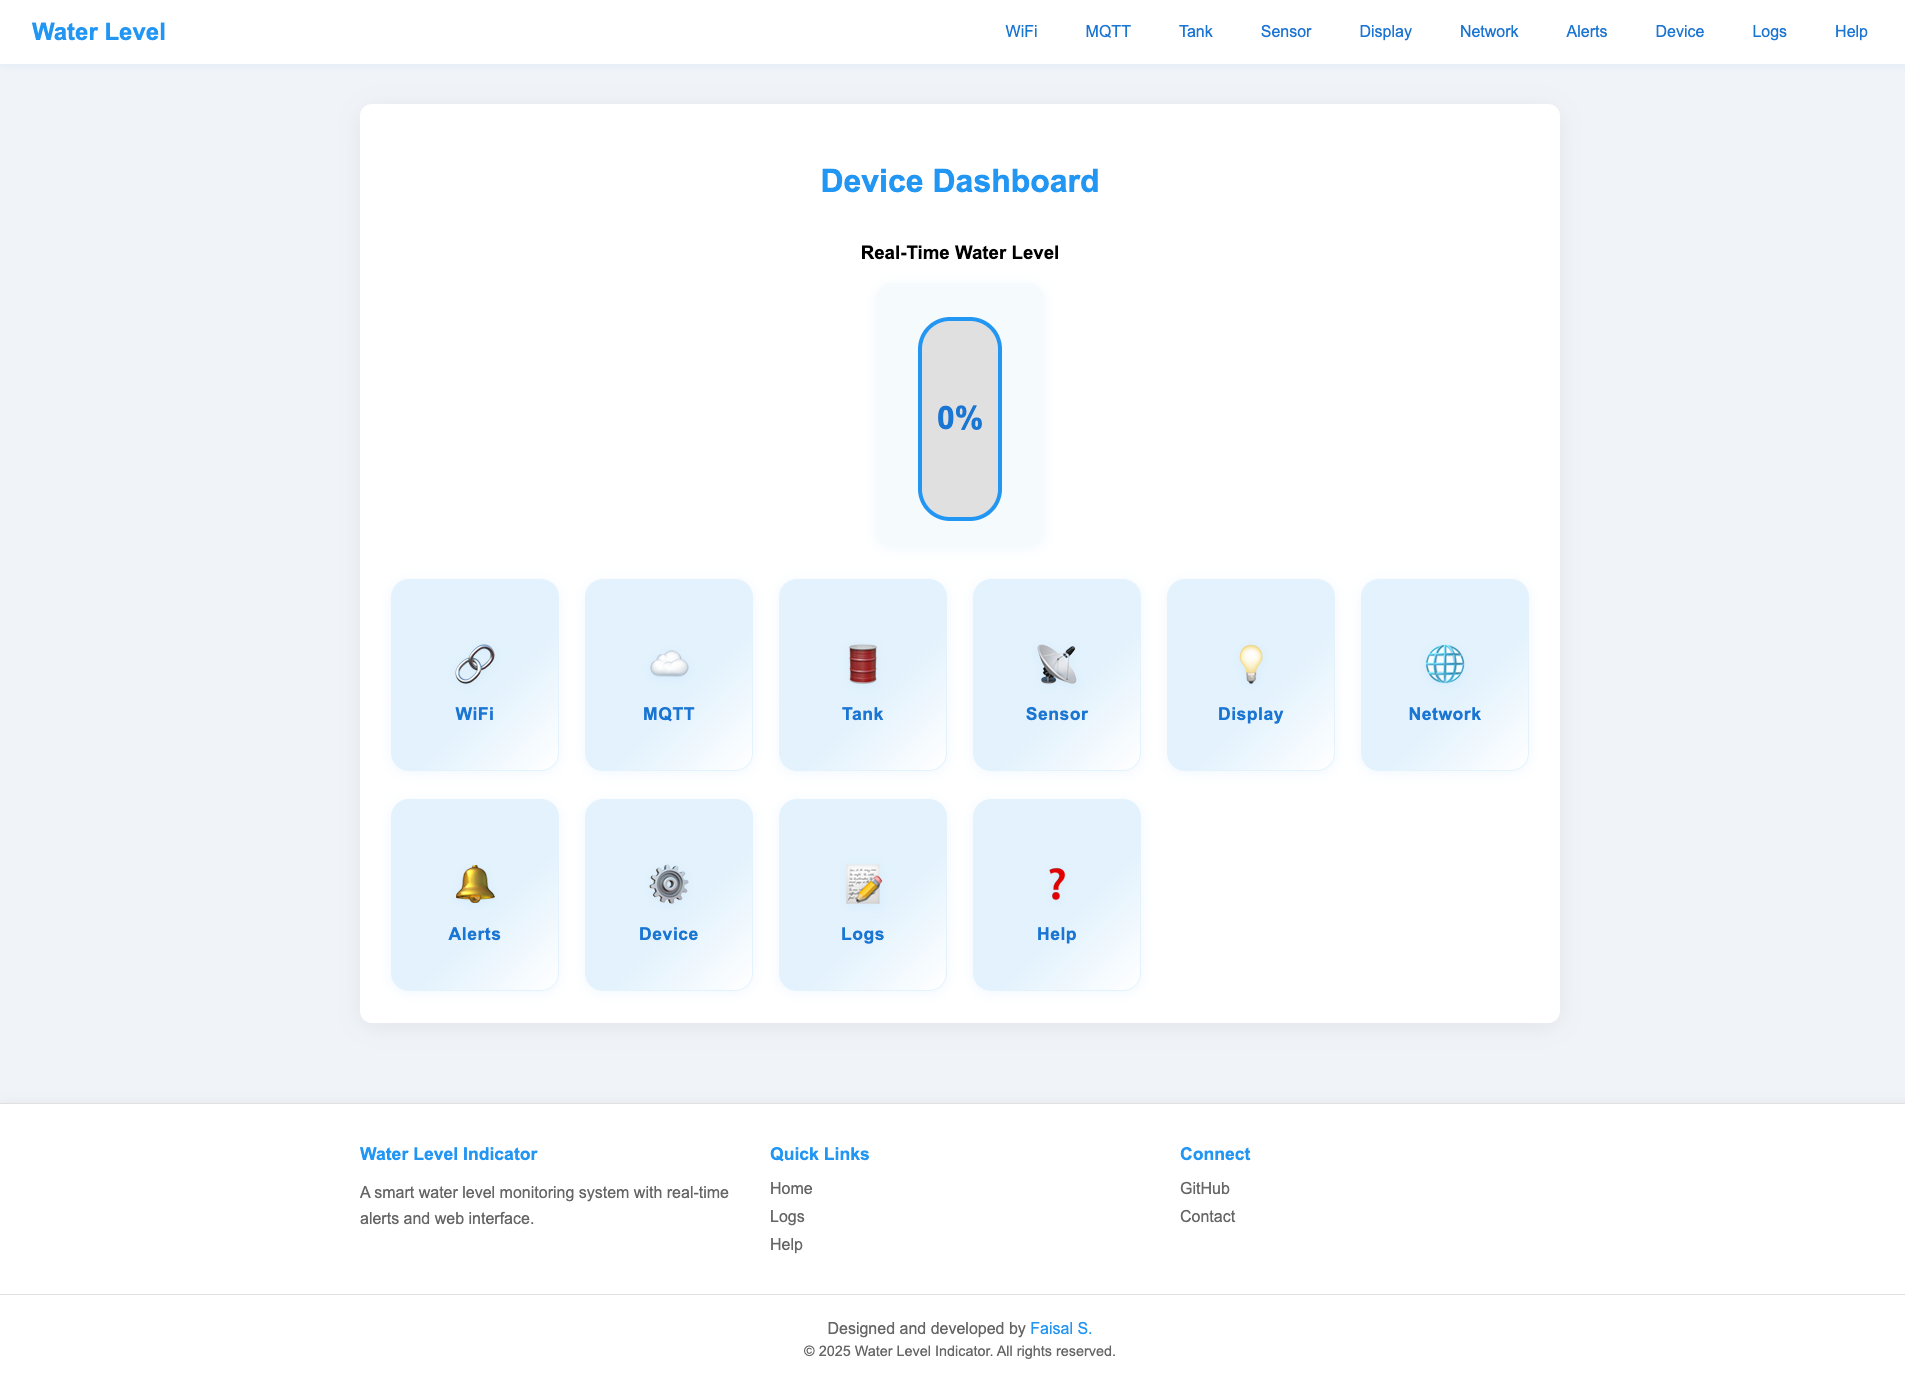 Water Level
WiFi MQTT Tank Sensor Display Network Alerts Device Logs Help
Device Dashboard
Real-Time Water Level
0%
WiFi
MQTT
Tank
Sensor
Display
Network
Alerts
Device
Logs
Help
Water Level Indicator
A smart water level monitoring system with real-time
alerts and web interface.
Quick Links
Home
Logs
Help
Connect
GitHub
Contact
Designed and developed by Faisal S.
© 2025 Water Level Indicator. All rights reserved.